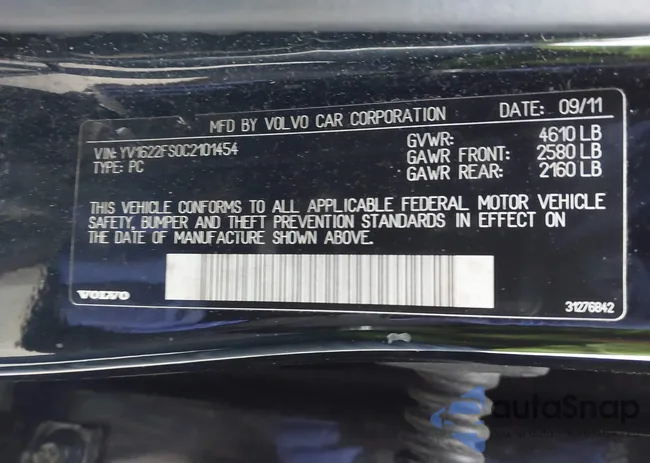 MFD BY VOLVO CAR CORPORATION DATE: 09/11
VIN: YV1622FS0C2101454 GVWR: 4610 LB
TYPE: PC GAWR FRONT: 2580 LB
GAWR REAR: 2160 LB
THIS VEHICLE CONFORMS TO ALL APPLICABLE FEDERAL MOTOR VEHICLE
SAFETY, BUMPER AND THEFT PREVENTION STANDARDS IN EFFECT ON
THE DATE OF MANUFACTURE SHOWN ABOVE.
VOLVO 31276842
autoSnap